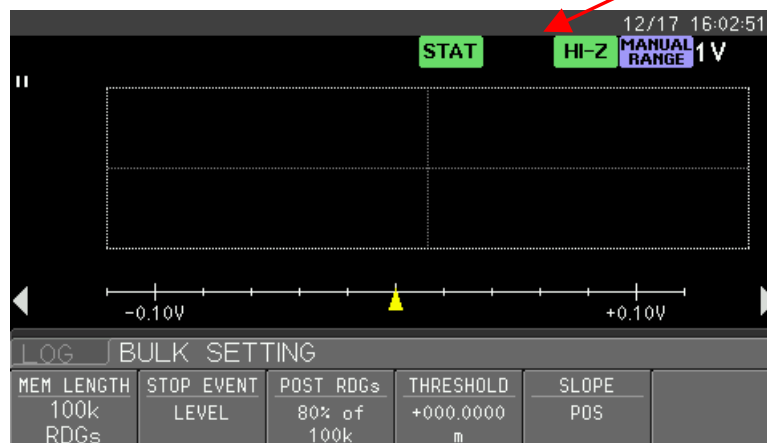 12/17 16:02:51
STAT HI-Z MANUAL RANGE 1 V
-0.10V +0.10V
LOG BULK SETTING
MEM LENGTH STOP EVENT POST RDGs THRESHOLD SLOPE
100k LEVEL 80% of +000.0000 POS
RDGs 100k m